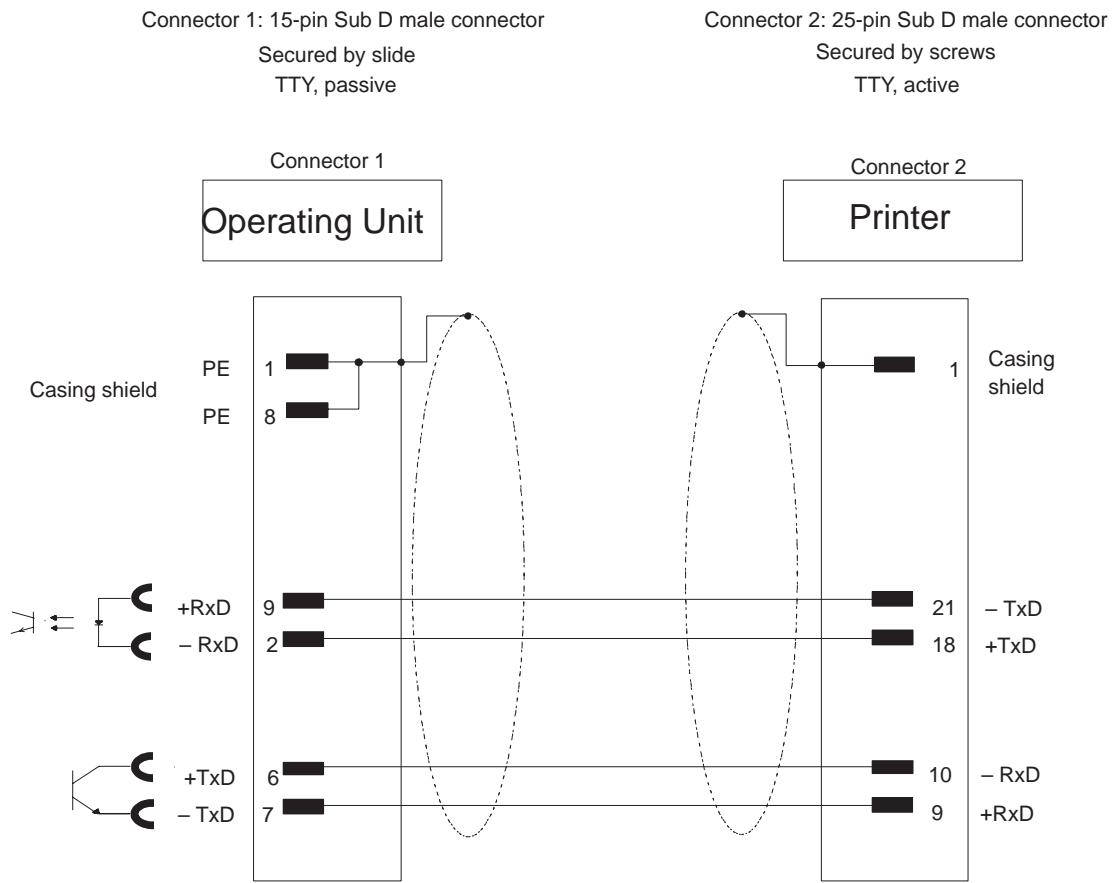 Connector 1: 15-pin Sub D male connector
Secured by slide
TTY, passive
Connector 2: 25-pin Sub D male connector
Secured by screws
TTY, active
Connector 1
Operating Unit
Connector 2
Printer
Casing shield
PE 1
PE 8
1 Casing
shield
+RxD 9
– RxD 2
21 – TxD
18 +TxD
+TxD 6
– TxD 7
10 – RxD
9 +RxD